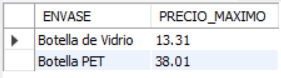 ENVASE PRECIO_MAXIMO
Botella de Vidrio 13.31
Botella PET 38.01